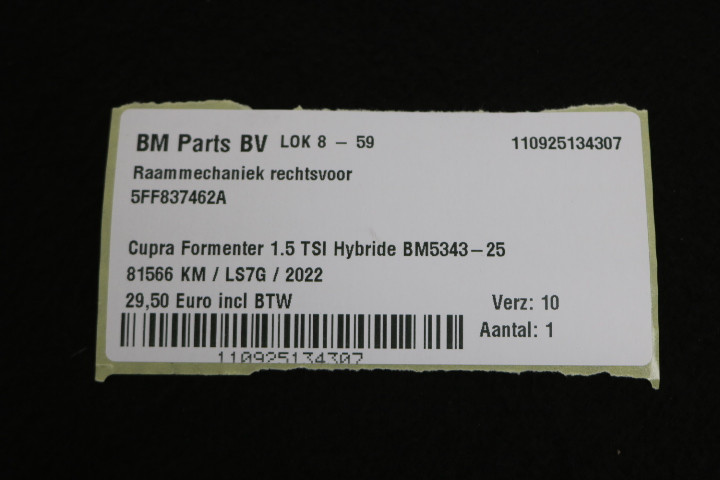 BM Parts BV LOK 8 – 59 110925134307
Raammechaniek rechtsvoor
5FF837462A
Cupra Formenter 1.5 TSI Hybride BM5343–25
81566 KM / LS7G / 2022
29,50 Euro incl BTW Verz: 10
Aantal: 1
110925134307